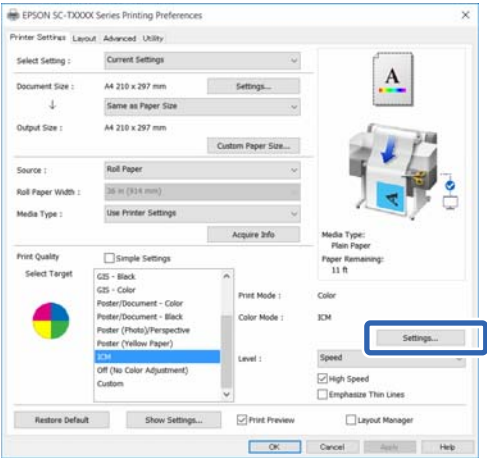 EPSON SC-TXXXX Series Printing Preferences
Printer Settings Layout Advanced Utility
Select Setting : Current Settings
Document Size : A4 210 x 297 mm Settings...
Same as Paper Size
Output Size : A4 210 x 297 mm
Custom Paper Size...
Source : Roll Paper
Roll Paper Width : 36 in (914 mm)
Media Type : Use Printer Settings
Acquire Info
A
Media Type:
Plain Paper
Paper Remaining:
11 ft
Print Quality Simple Settings
Select Target
GIS - Black
GIS - Color
Poster/Document - Color
Poster/Document - Black
Poster (Photo)/Perspective
Poster (Yellow Paper)
ICM
Off (No Color Adjustment)
Custom
Print Mode : Color
Color Mode : ICM
Settings...
Level : Speed
High Speed
Emphasize Thin Lines
Restore Default Show Settings... Print Preview Layout Manager
OK Cancel Apply Help